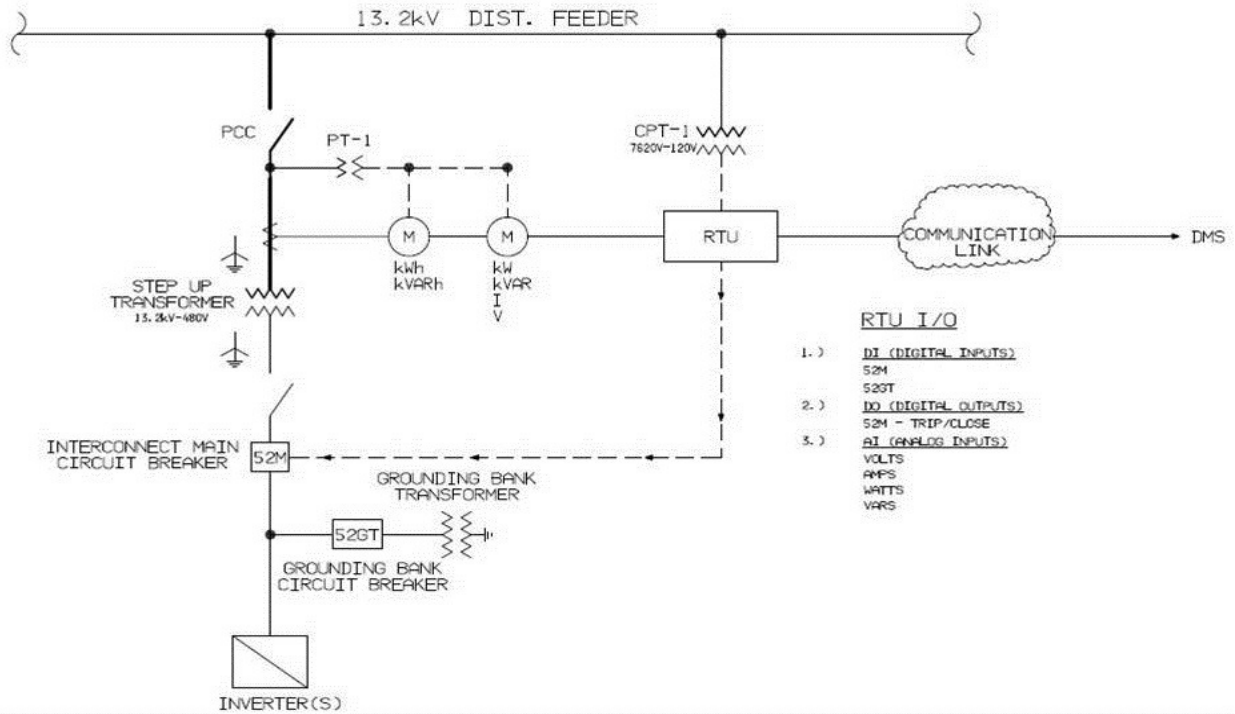 13.2kV DIST. FEEDER
PCC
PT-1
CPT-1
7620V-120V
M
M
RTU
COMMUNICATION
LINK
DMS
kWh
kVARh
kW
kVAR
I
V
STEP UP
TRANSFORMER
13.2kV-480V
RTU I/O
1.) DI (DIGITAL INPUTS)
52M
52GT
2.) DO (DIGITAL OUTPUTS)
52M - TRIP/CLOSE
3.) AI (ANALOG INPUTS)
VOLTS
AMPS
WATTS
VARS
INTERCONNECT MAIN
CIRCUIT BREAKER
52M
GROUNDING BANK
TRANSFORMER
52GT
GROUNDING BANK
CIRCUIT BREAKER
INVERTER(S)